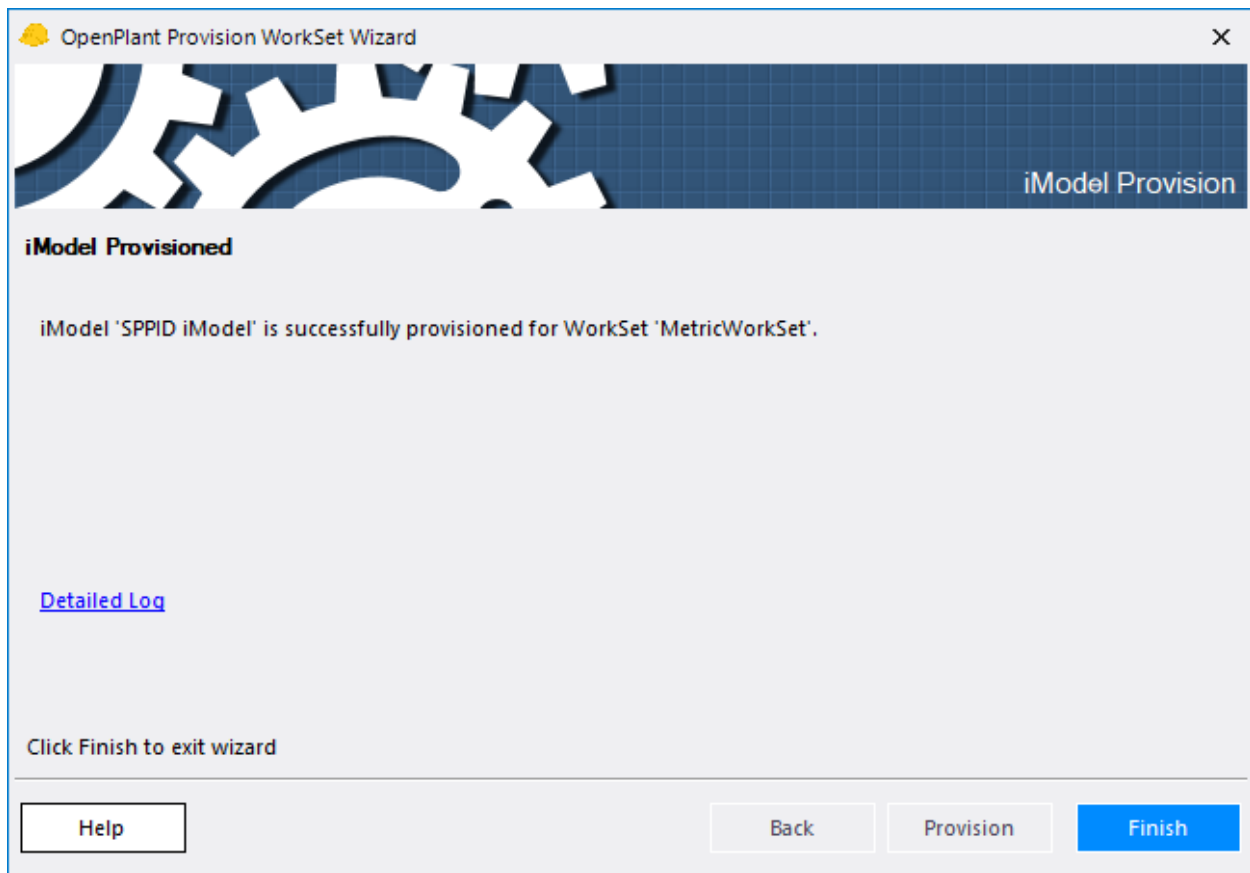 OpenPlant Provision WorkSet Wizard
iModel Provision
iModel Provisioned
iModel 'SPPID iModel' is successfully provisioned for WorkSet 'MetricWorkSet'.
Detailed Log
Click Finish to exit wizard
Help
Back
Provision
Finish